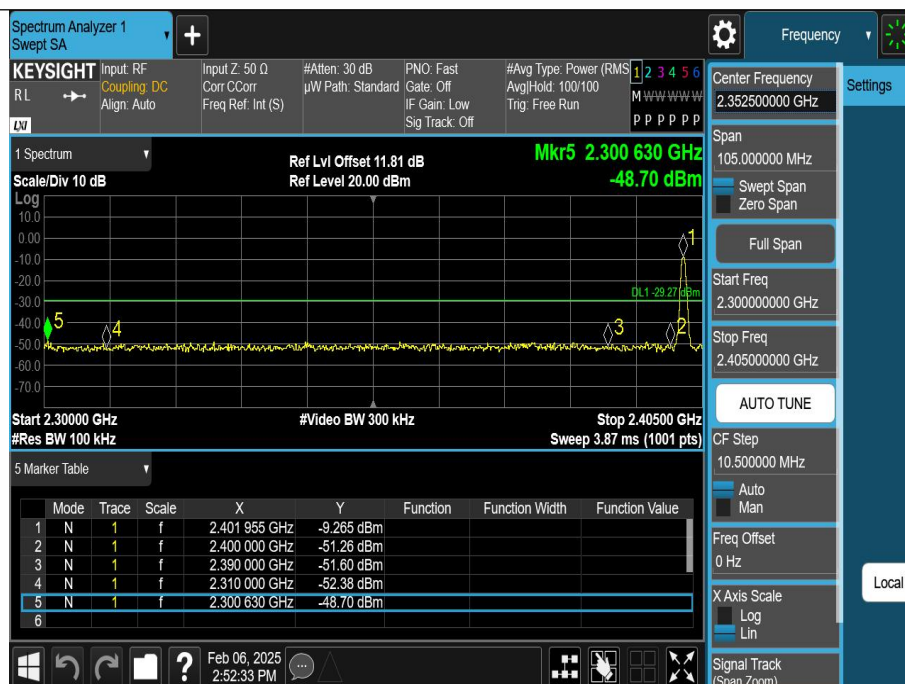 Spectrum Analyzer 1
Swept SA
+
Frequency
KEYSIGHT
RL
LXI
Input: RF
Coupling: DC
Align: Auto
Input Z: 50 Ω
Corr CCorr
Freq Ref: Int (S)
#Atten: 30 dB
µW Path: Standard
PNO: Fast
Gate: Off
IF Gain: Low
Sig Track: Off
#Avg Type: Power (RMS
Avg|Hold: 100/100
Trig: Free Run
1 2 3 4 5 6
M W W W W W
P P P P P P
1 Spectrum
Scale/Div 10 dB
Ref Lvl Offset 11.81 dB
Ref Level 20.00 dBm
Mkr5 2.300 630 GHz
-48.70 dBm
Log
10.0
0.00
-10.0
-20.0
-30.0
-40.0
-50.0
-60.0
-70.0
1
DL1 -29.27 dBm
5
4
3
2
Start 2.30000 GHz
#Res BW 100 kHz
#Video BW 300 kHz
Stop 2.40500 GHz
Sweep 3.87 ms (1001 pts)
5 Marker Table
Mode Trace Scale X Y Function Function Width Function Value
1 N 1 f 2.401 955 GHz -9.265 dBm
2 N 1 f 2.400 000 GHz -51.26 dBm
3 N 1 f 2.390 000 GHz -51.60 dBm
4 N 1 f 2.310 000 GHz -52.38 dBm
5 N 1 f 2.300 630 GHz -48.70 dBm
6
?
Feb 06, 2025
2:52:33 PM
Center Frequency
2.352500000 GHz
Settings
Span
105.000000 MHz
Swept Span
Zero Span
Full Span
Start Freq
2.300000000 GHz
Stop Freq
2.405000000 GHz
AUTO TUNE
CF Step
10.500000 MHz
Auto
Man
Freq Offset
0 Hz
Local
X Axis Scale
Log
Lin
Signal Track
(Span Zoom)